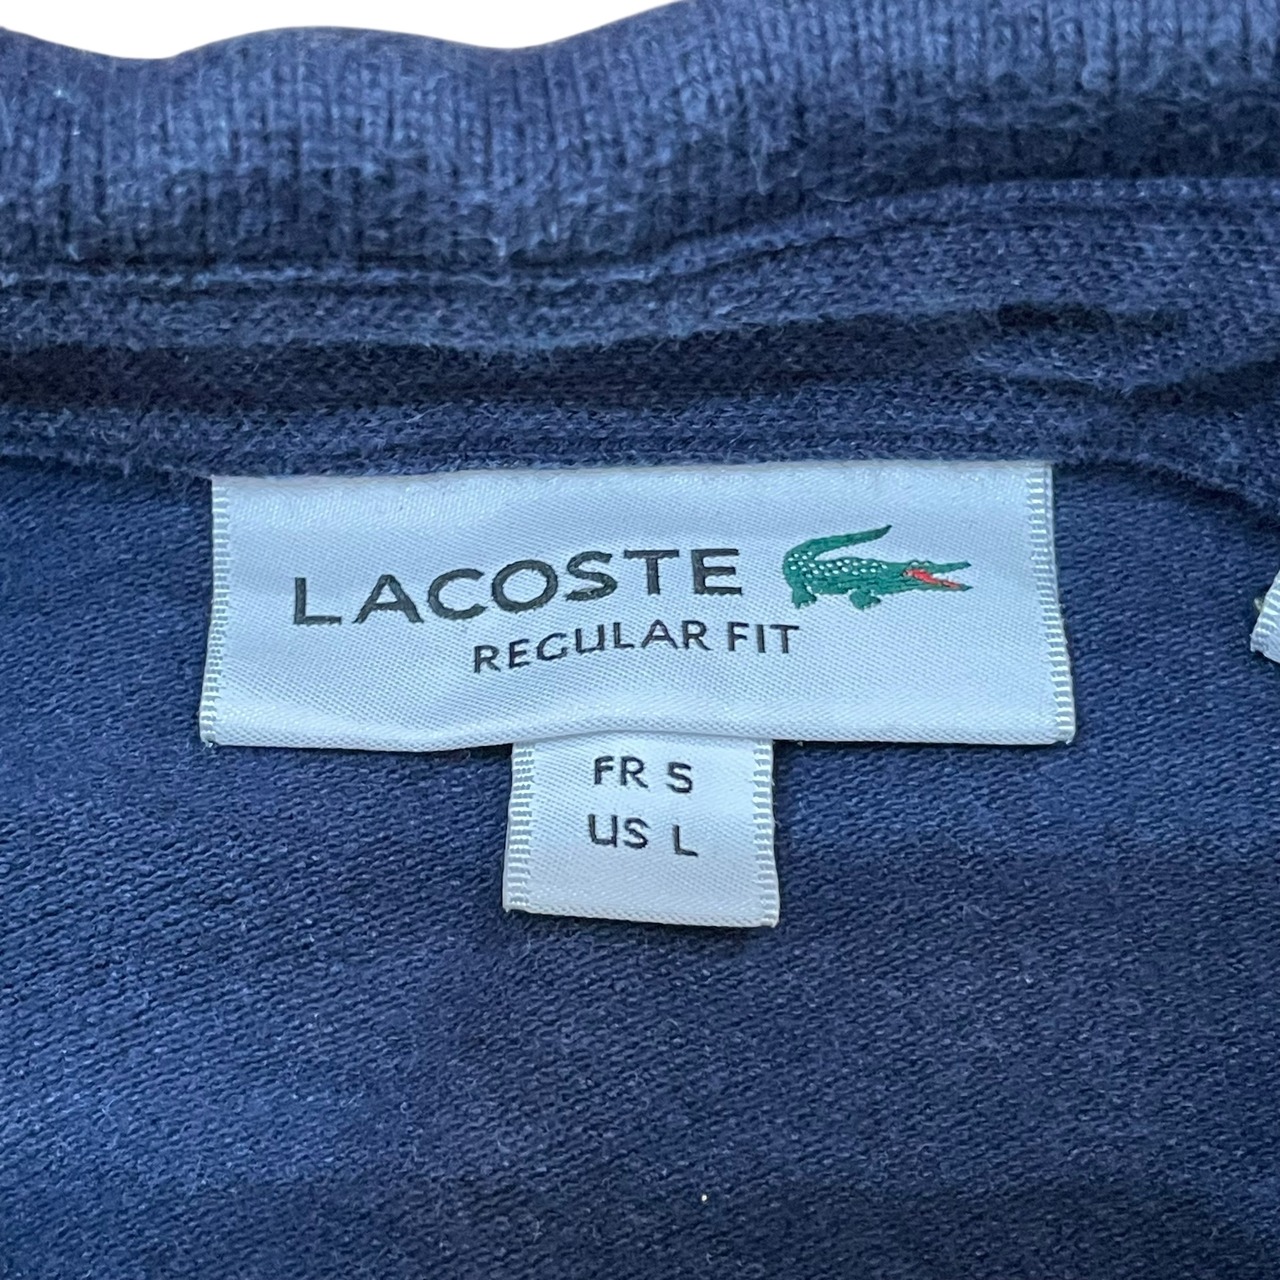 LACOSTE
REGULAR FIT
FR 5
US L